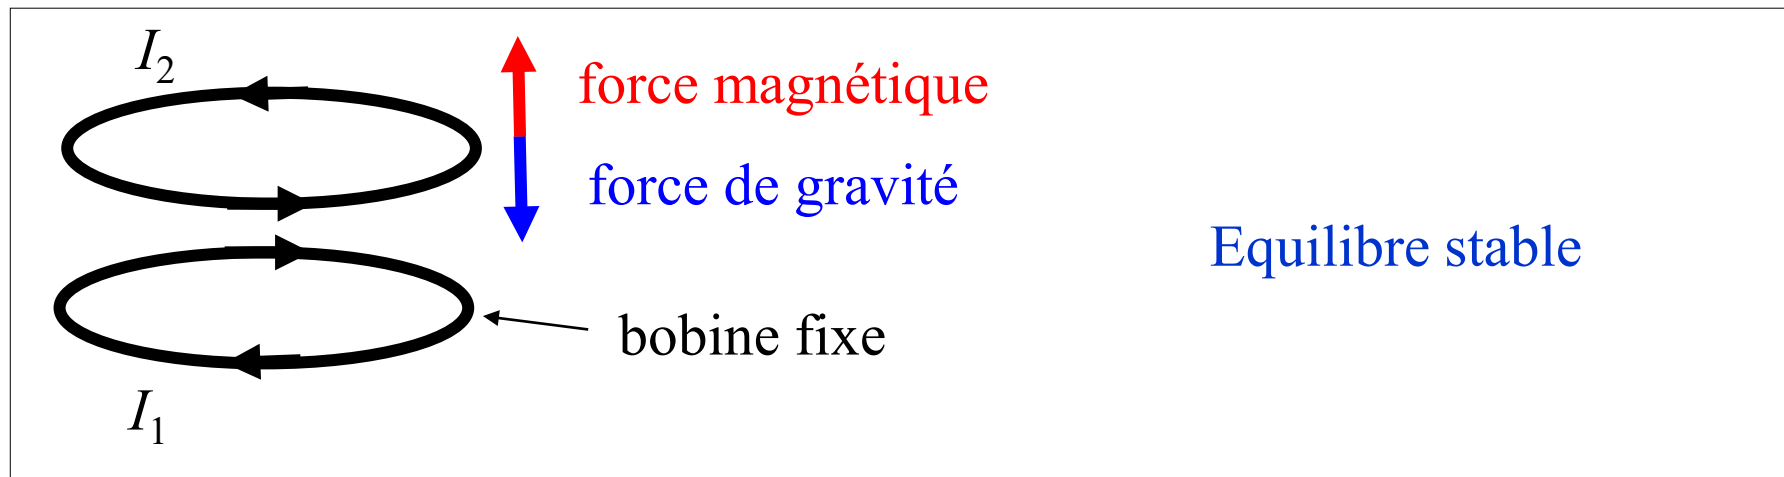 I2
force magnétique
force de gravité
Equilibre stable
bobine fixe
I1